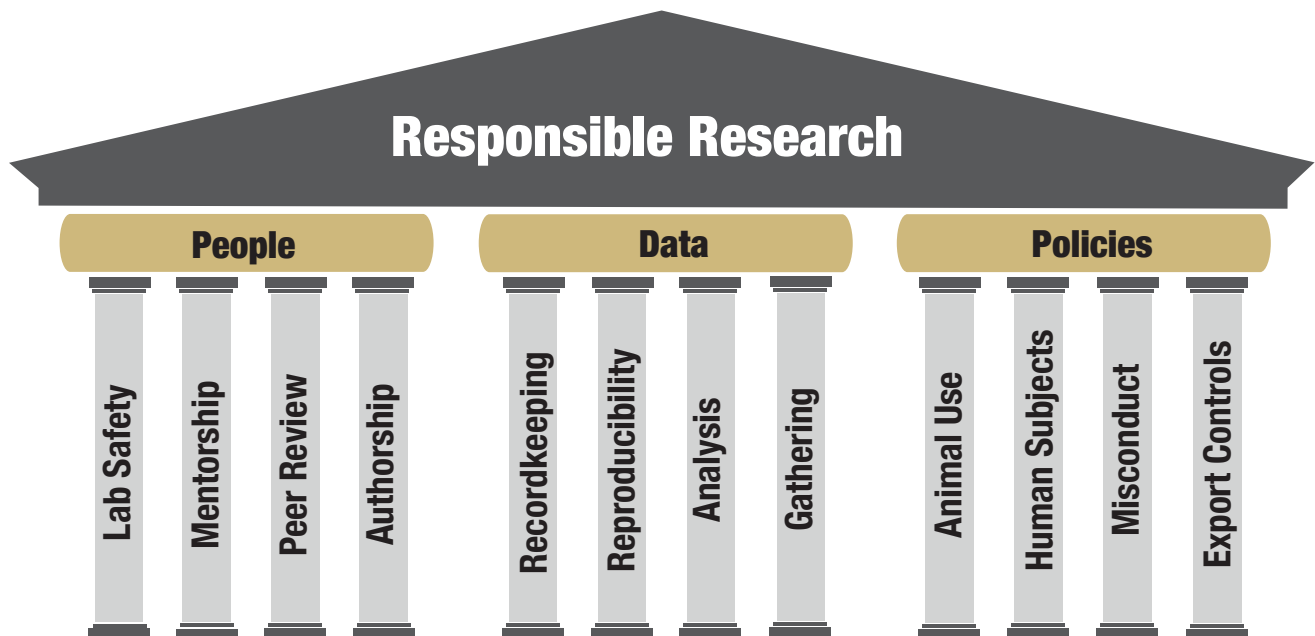 Responsible Research
People
Data
Policies
Lab Safety
Mentorship
Peer Review
Authorship
Recordkeeping
Reproducibility
Analysis
Gathering
Animal Use
Human Subjects
Misconduct
Export Controls